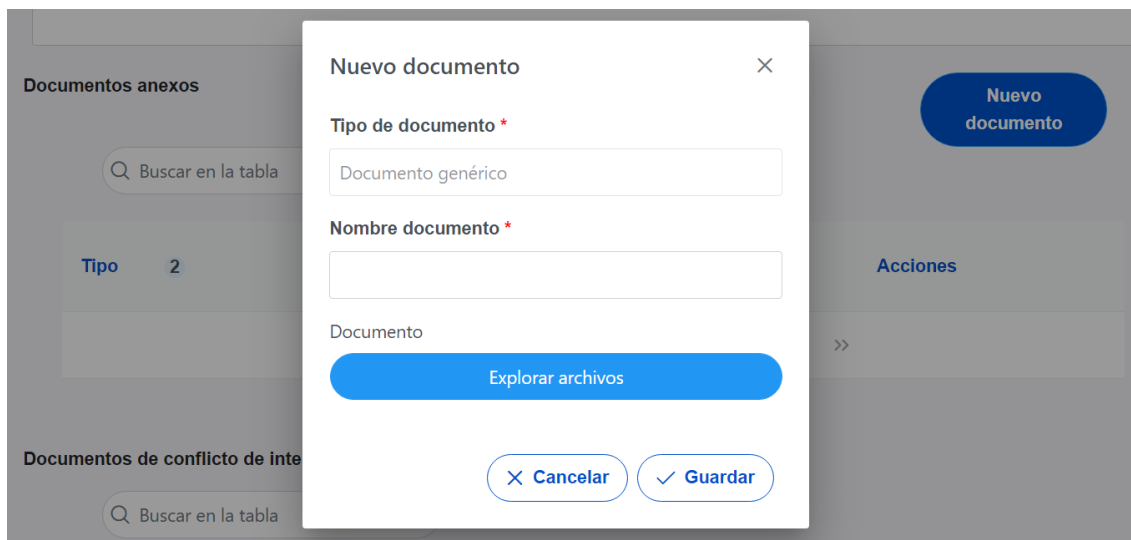 Nuevo documento
Documentos anexos
Nuevo
documento
Tipo de documento *
Buscar en la tabla
Documento genérico
Nombre documento *
Tipo 2
Acciones
Documento
Explorar archivos
Documentos de conflicto de inte
Cancelar
Guardar
Buscar en la tabla